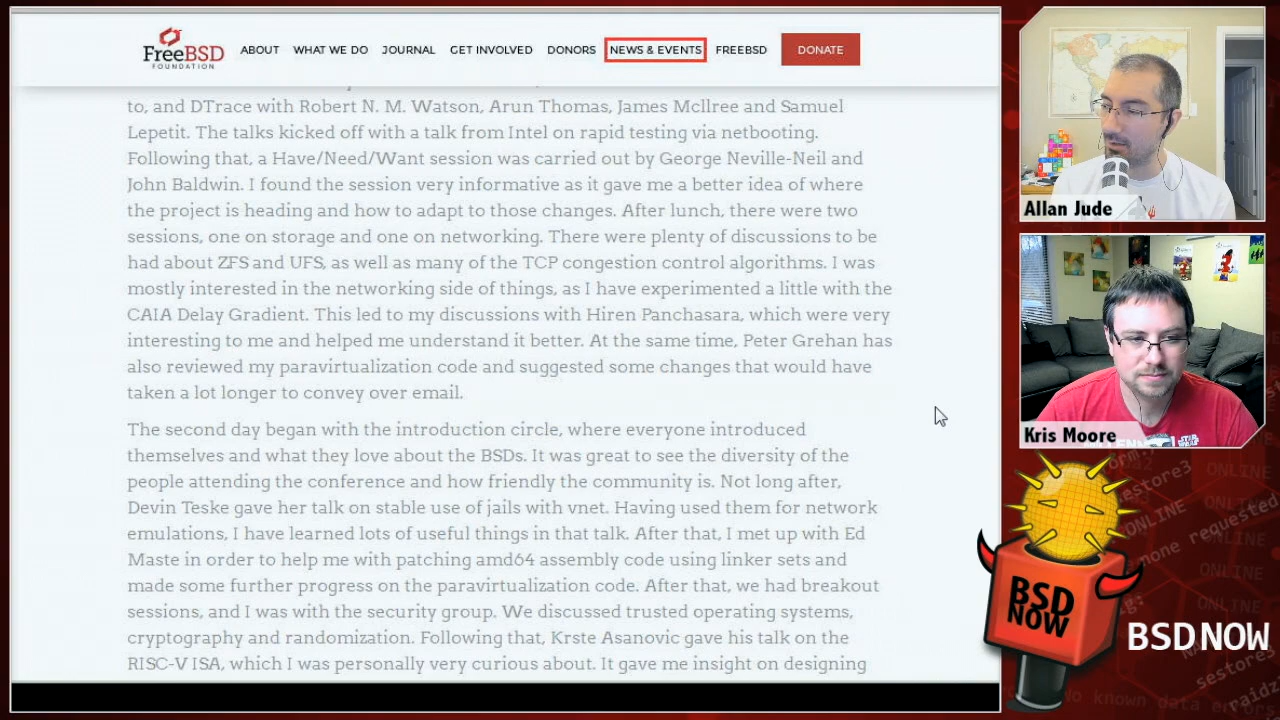 FreeBSD
FOUNDATION
ABOUT WHAT WE DO JOURNAL GET INVOLVED DONORS NEWS & EVENTS FREEBSD DONATE
to, and DTrace with Robert N. M. Watson, Arun Thomas, James McIlree and Samuel
Lepetit. The talks kicked off with a talk from Intel on rapid testing via netbooting.
Following that, a Have/Need/Want session was carried out by George Neville-Neil and
John Baldwin. I found the session very informative as it gave me a better idea of where
the project is heading and how to adapt to those changes. After lunch, there were two
sessions, one on storage and one on networking. There were plenty of discussions to be
had about ZFS and UFS, as well as many of the TCP congestion control algorithms. I was
mostly interested in the networking side of things, as I have experimented a little with the
CAIA Delay Gradient. This led to my discussions with Hiren Panchasara, which were very
interesting to me and helped me understand it better. At the same time, Peter Grehan has
also reviewed my paravirtualization code and suggested some changes that would have
taken a lot longer to convey over email.
The second day began with the introduction circle, where everyone introduced
themselves and what they love about the BSDs. It was great to see the diversity of the
people attending the conference and how friendly the community is. Not long after,
Devin Teske gave her talk on stable use of jails with vnet. Having used them for network
emulations, I have learned lots of useful things in that talk. After that, I met up with Ed
Maste in order to help me with patching amd64 assembly code using linker sets and
made some further progress on the paravirtualization code. After that, we had breakout
sessions, and I was with the security group. We discussed trusted operating systems,
cryptography and randomization. Following that, Krste Asanovic gave his talk on the
RISC-V ISA, which I was personally very curious about. It gave me insight on designing
Allan Jude
Kris Moore
STAR
WARS
BSD
NOW
BSD NOW
estore3
ONLINE
ONLINE
none requested
ONLINE
ONLINE
sestore3
raidz
No known data errors